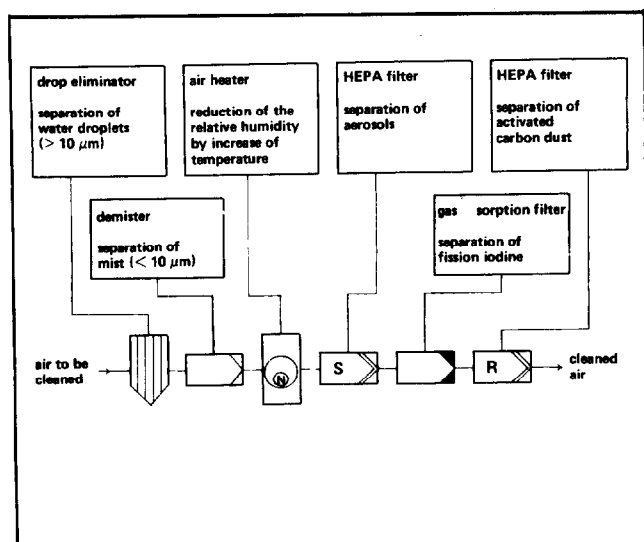 drop eliminator
separation of
water droplets
(> 10 μm)
air heater
reduction of the
relative humidity
by increase of
temperature
HEPA filter
separation of
aerosols
HEPA filter
separation of
activated
carbon dust
demister
separation of
mist (< 10 μm)
gas sorption filter
separation of
fission iodine
air to be
cleaned
N
S
R
cleaned
air